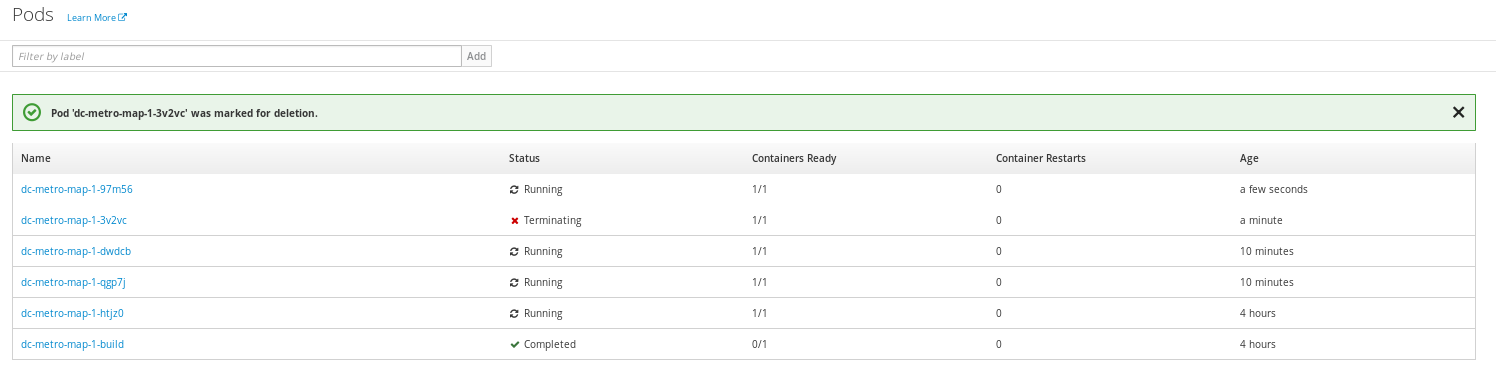 Pods Learn More
Filter by label Add
Pod 'dc-metro-map-1-3v2vc' was marked for deletion.
Name Status Containers Ready Container Restarts Age
dc-metro-map-1-97m56 Running 1/1 0 a few seconds
dc-metro-map-1-3v2vc Terminating 1/1 0 a minute
dc-metro-map-1-dwdcb Running 1/1 0 10 minutes
dc-metro-map-1-qgp7j Running 1/1 0 10 minutes
dc-metro-map-1-htjz0 Running 1/1 0 4 hours
dc-metro-map-1-build Completed 0/1 0 4 hours